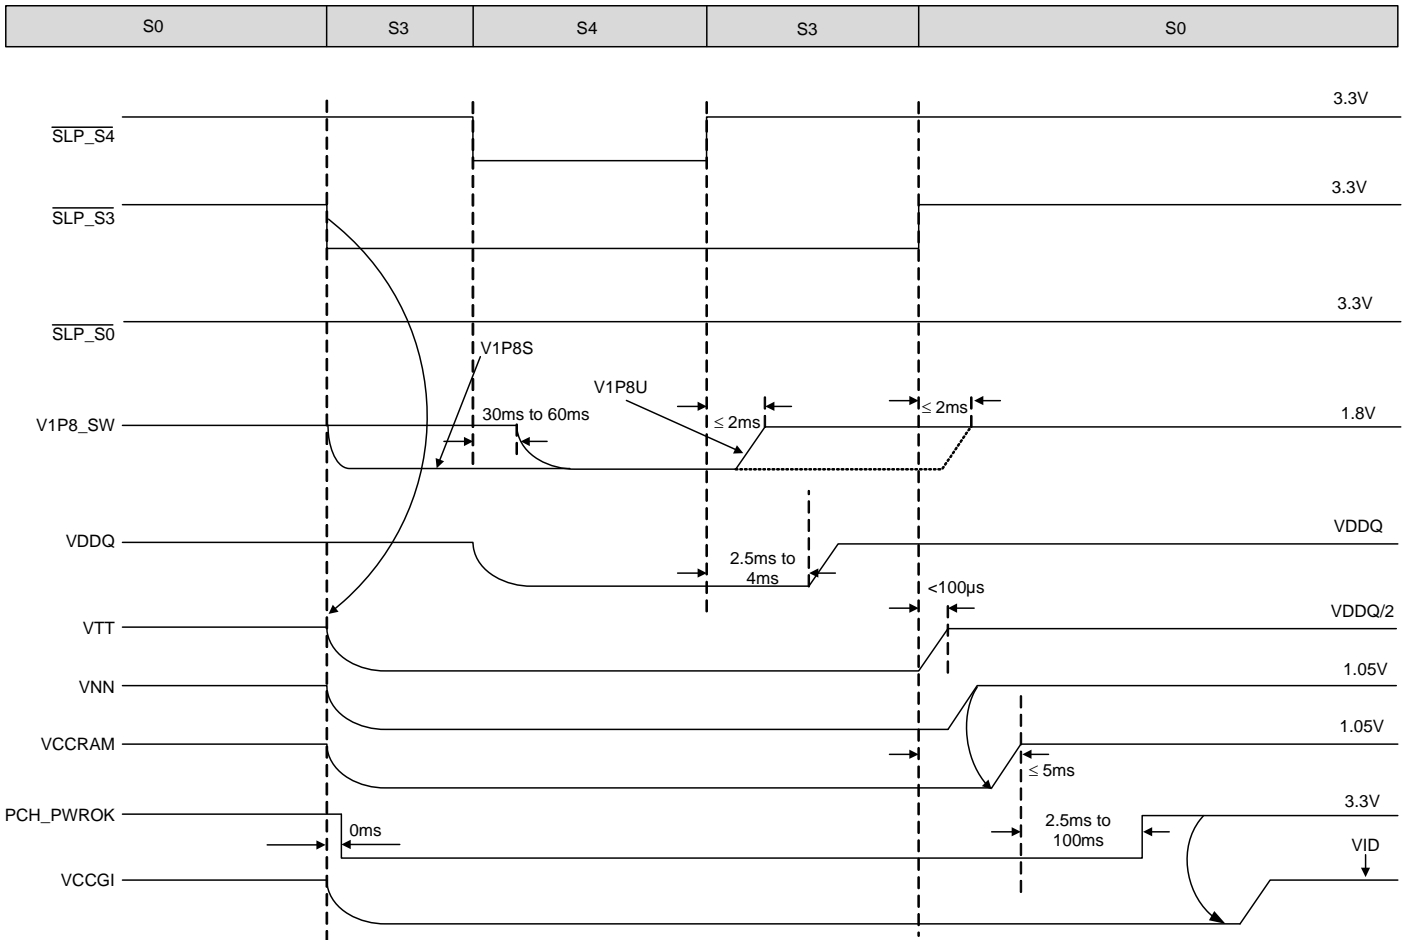 S0 S3 S4 S3 S0
3.3V
SLP_S4
3.3V
SLP_S3
3.3V
SLP_S0
V1P8S
V1P8U
30ms to 60ms
≤ 2ms
≤ 2ms
1.8V
V1P8_SW
VDDQ
VDDQ
2.5ms to
4ms
<100µs
VDDQ/2
VTT
1.05V
VNN
1.05V
VCCRAM
≤ 5ms
3.3V
PCH_PWROK
0ms
2.5ms to
100ms
VID
VCCGI